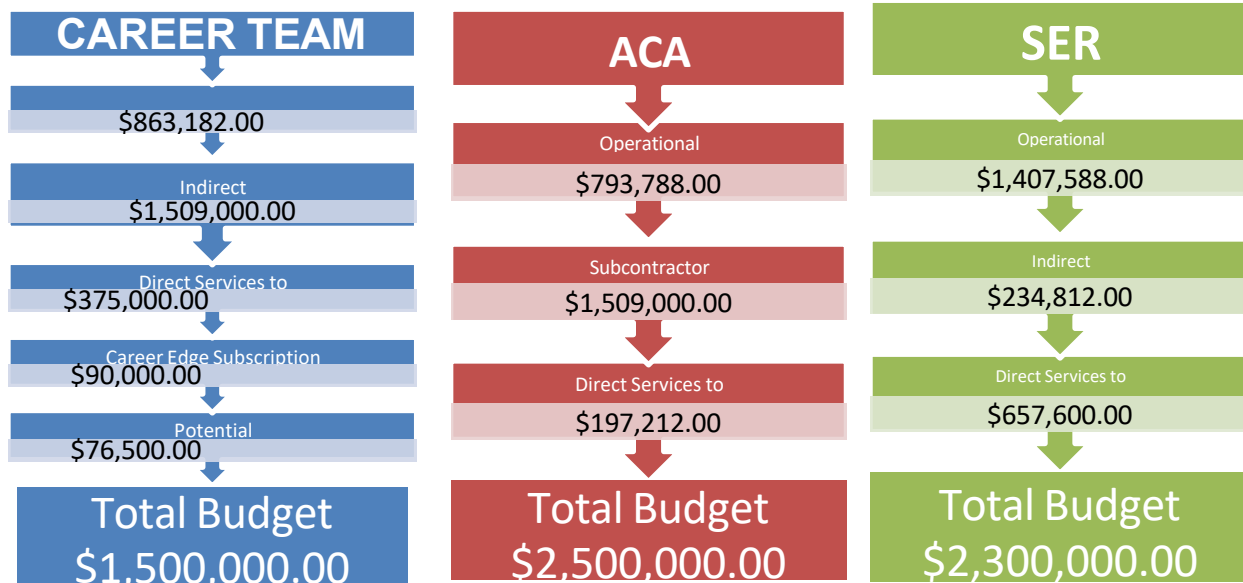 CAREER TEAM
$863,182.00
Indirect
$1,509,000.00
Direct Services to
$375,000.00
Career Edge Subscription
$90,000.00
Potential
$76,500.00
Total Budget
$1,500,000.00
ACA
Operational
$793,788.00
Subcontractor
$1,509,000.00
Direct Services to
$197,212.00
Total Budget
$2,500,000.00
SER
Operational
$1,407,588.00
Indirect
$234,812.00
Direct Services to
$657,600.00
Total Budget
$2,300,000.00